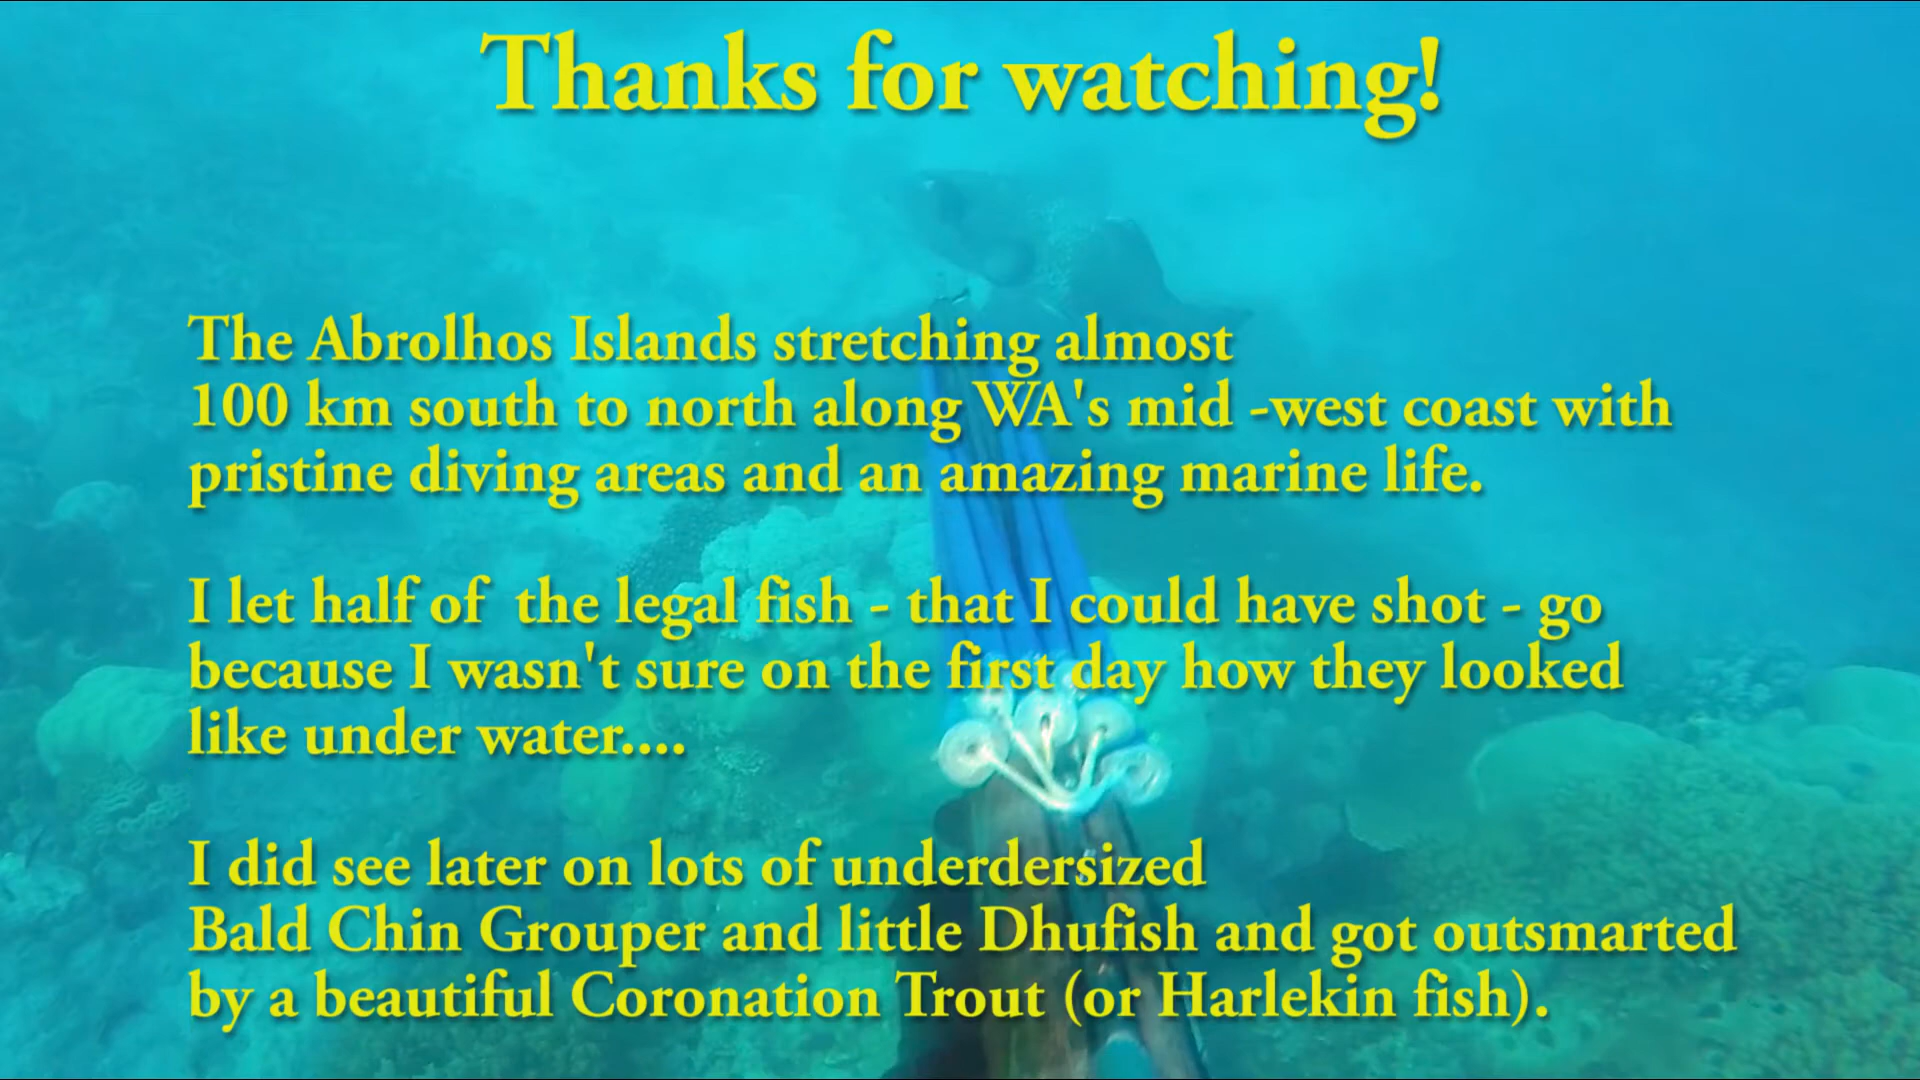 Thanks for watching!
The Abrolhos Islands stretching almost
100 km south to north along WA's mid -west coast with
pristine diving areas and an amazing marine life.
I let half of  the legal fish - that I could have shot - go
because I wasn't sure on the first day how they looked
like under water....
I did see later on lots of underdersized
Bald Chin Grouper and little Dhufish and got outsmarted
by a beautiful Coronation Trout (or Harlekin fish).